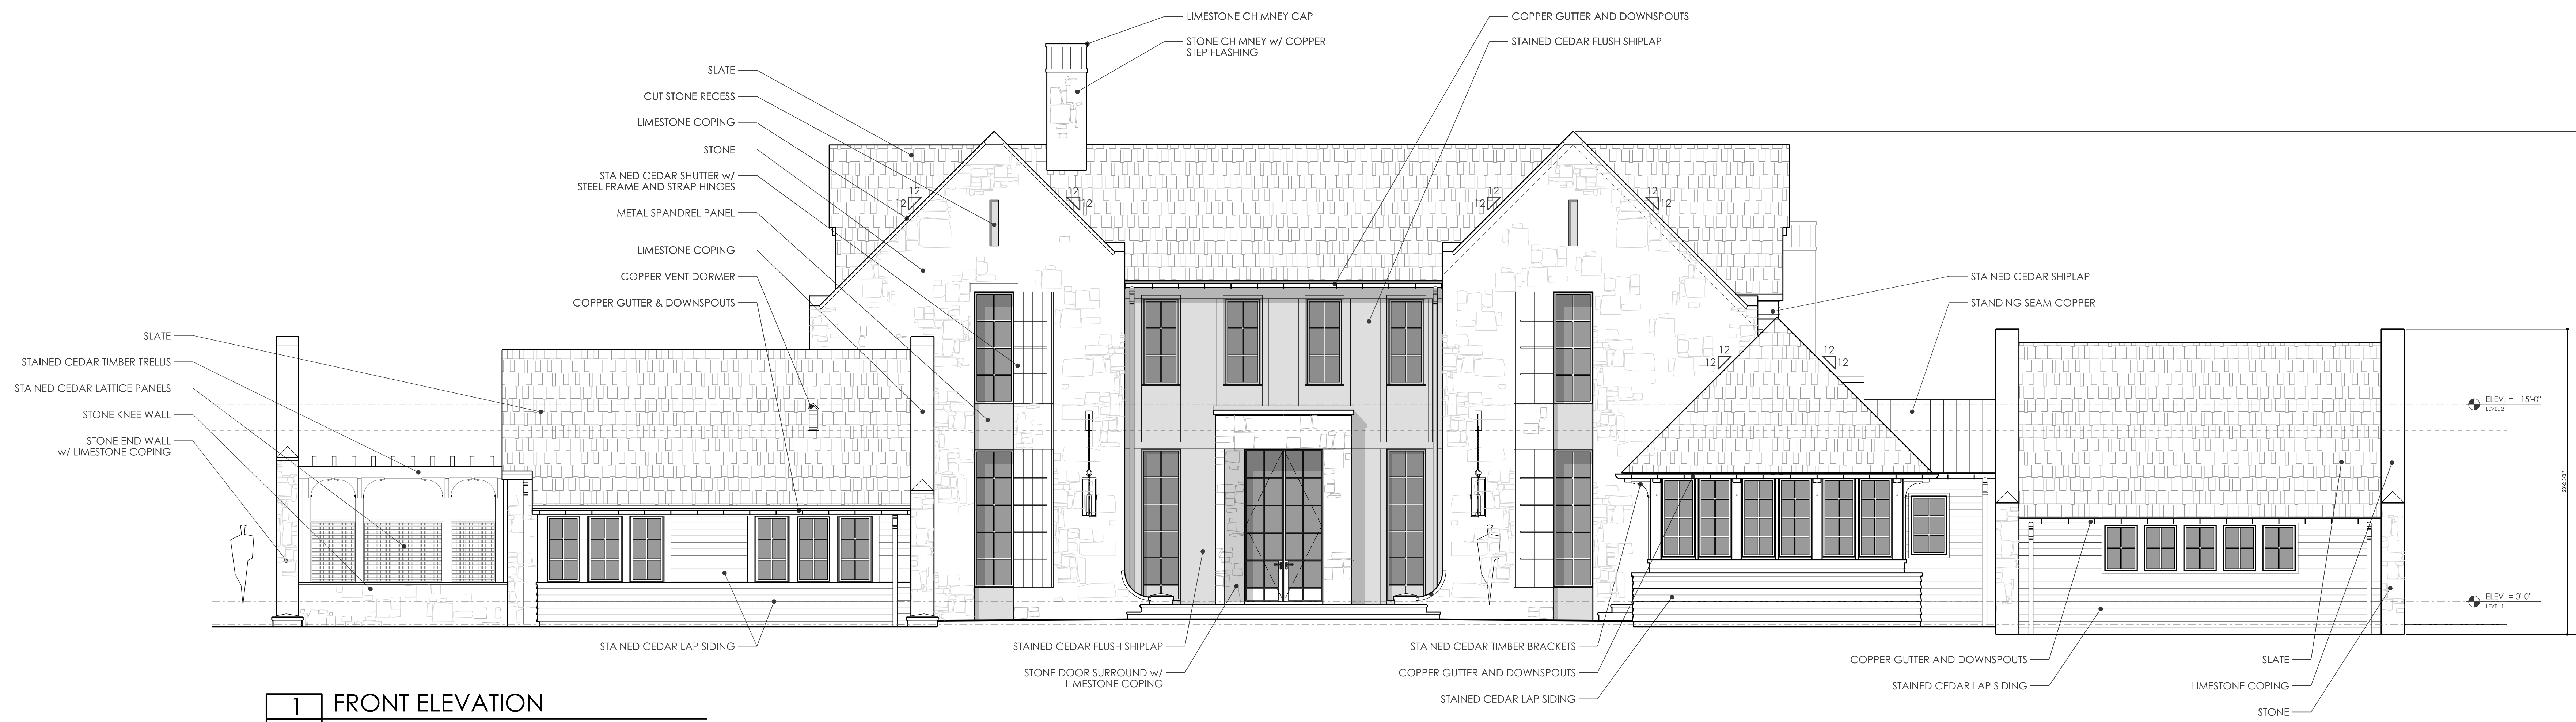 LIMESTONE CHIMNEY CAP
STONE CHIMNEY w/ COPPER
STEP FLASHING
COPPER GUTTER AND DOWNSPOUTS
STAINED CEDAR FLUSH SHIPLAP
SLATE
CUT STONE RECESS
LIMESTONE COPING
STONE
STAINED CEDAR SHUTTER w/
STEEL FRAME AND STRAP HINGES
METAL SPANDREL PANEL
LIMESTONE COPING
COPPER VENT DORMER
COPPER GUTTER & DOWNSPOUTS
12
12
12
12
12
12
12
12
SLATE
STAINED CEDAR TIMBER TRELLIS
STAINED CEDAR LATTICE PANELS
STONE KNEE WALL
STONE END WALL
w/ LIMESTONE COPING
STAINED CEDAR SHIPLAP
STANDING SEAM COPPER
12
12
12
12
ELEV. = +15'-0"
LEVEL 2
ELEV. = 0'-0"
LEVEL 1
STAINED CEDAR LAP SIDING
STAINED CEDAR FLUSH SHIPLAP
STONE DOOR SURROUND w/
LIMESTONE COPING
STAINED CEDAR TIMBER BRACKETS
COPPER GUTTER AND DOWNSPOUTS
STAINED CEDAR LAP SIDING
COPPER GUTTER AND DOWNSPOUTS
STAINED CEDAR LAP SIDING
SLATE
LIMESTONE COPING
STONE
1
FRONT ELEVATION